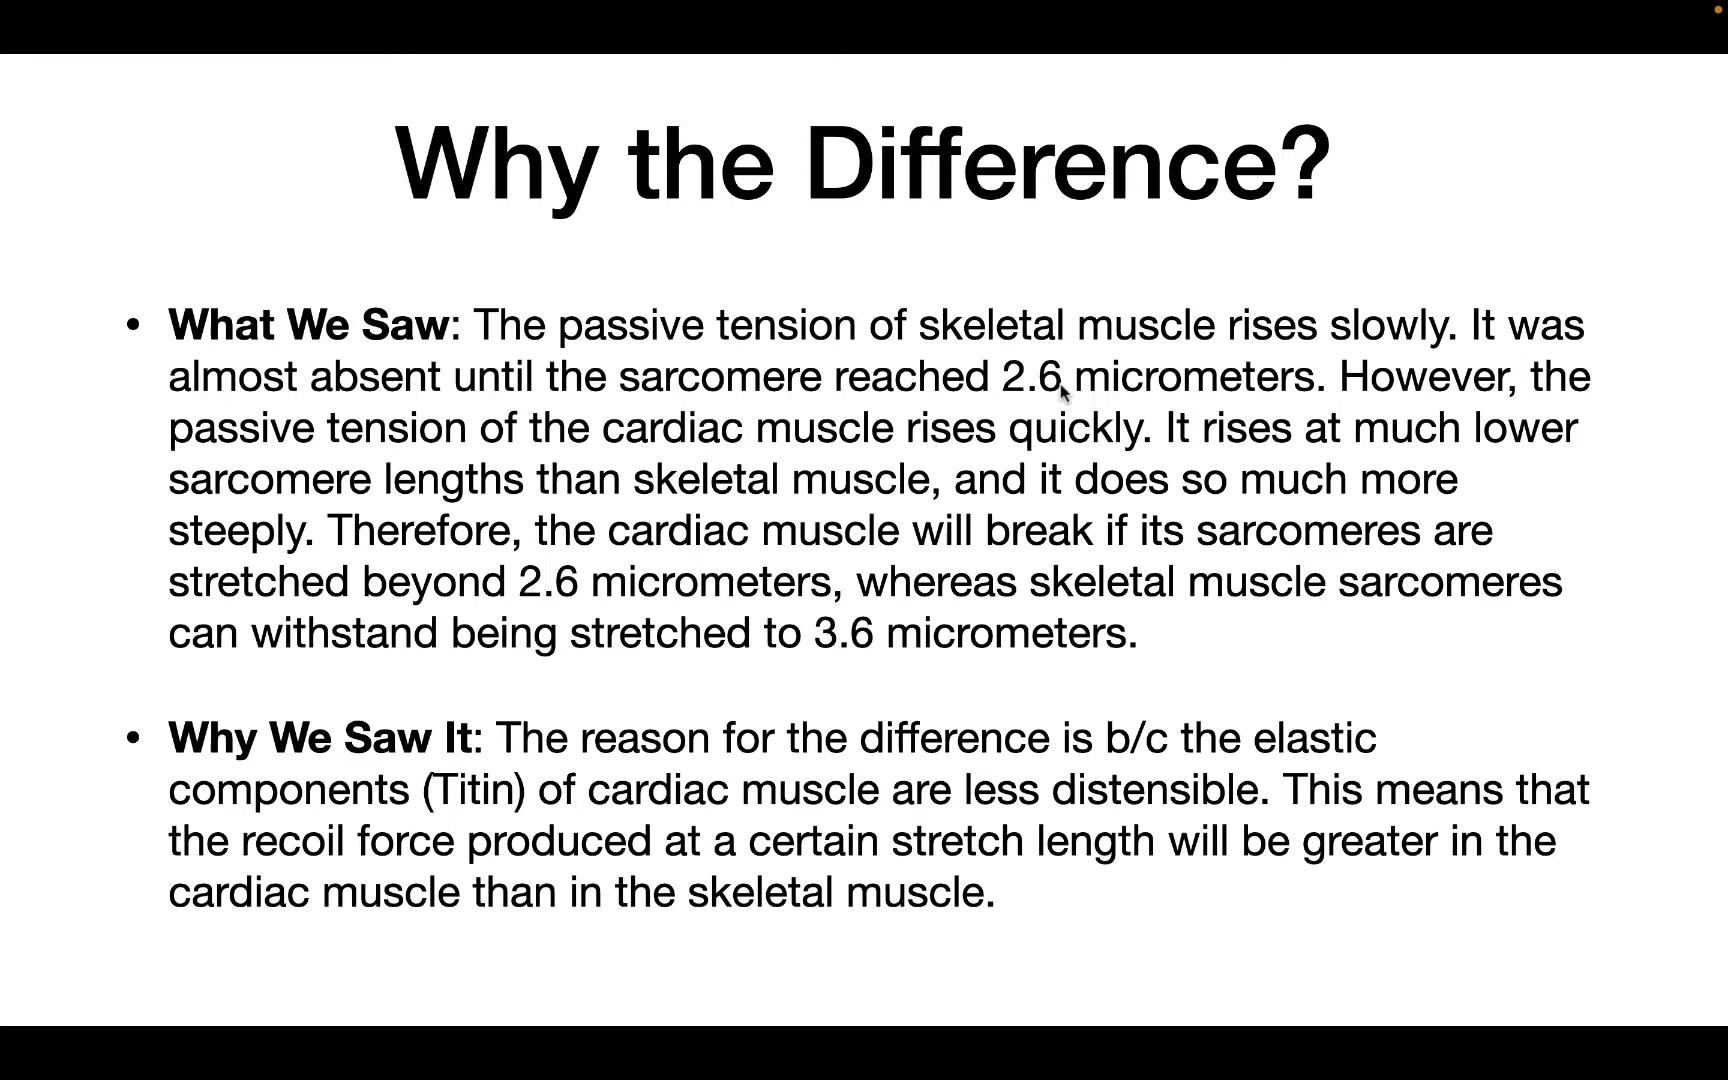 Why the Difference?
• What We Saw: The passive tension of skeletal muscle rises slowly. It was
almost absent until the sarcomere reached 2.6 micrometers. However, the
passive tension of the cardiac muscle rises quickly. It rises at much lower
sarcomere lengths than skeletal muscle, and it does so much more
steeply. Therefore, the cardiac muscle will break if its sarcomeres are
stretched beyond 2.6 micrometers, whereas skeletal muscle sarcomeres
can withstand being stretched to 3.6 micrometers.
• Why We Saw It: The reason for the difference is b/c the elastic
components (Titin) of cardiac muscle are less distensible. This means that
the recoil force produced at a certain stretch length will be greater in the
cardiac muscle than in the skeletal muscle.